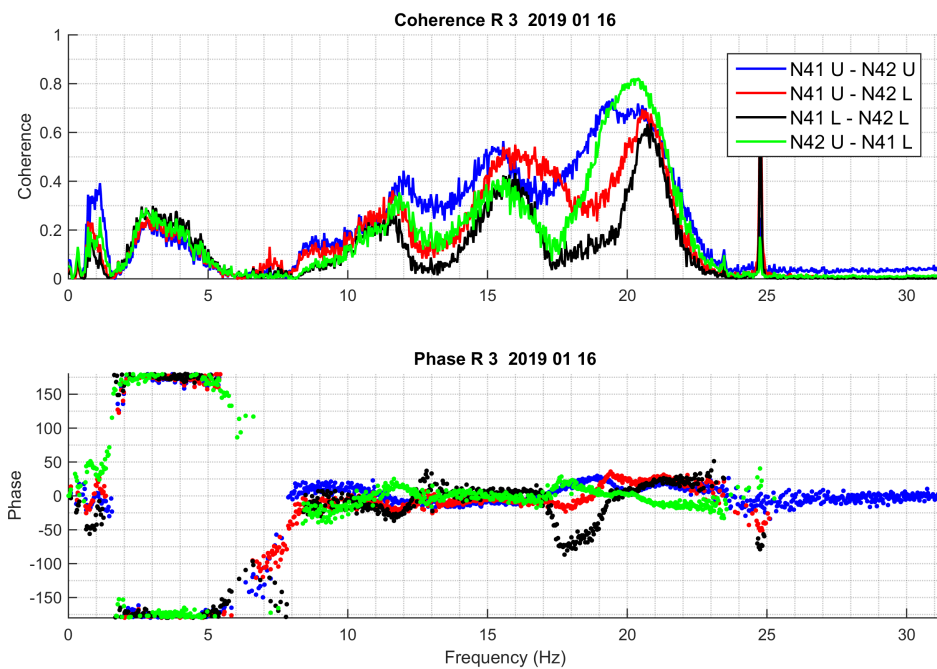 Coherence R 3 2019 01 16
Coherence
1
0.8
0.6
0.4
0.2
0
0 5 10 15 20 25 30
N41 U - N42 U
N41 U - N42 L
N41 L - N42 L
N42 U - N41 L
Phase R 3 2019 01 16
Phase
150
100
50
0
-50
-100
-150
0 5 10 15 20 25 30
Frequency (Hz)